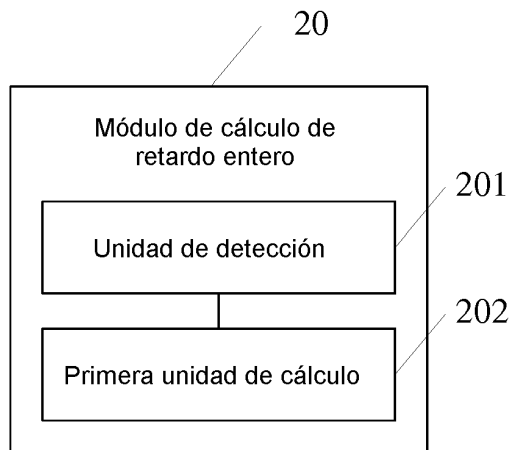 20
Módulo de cálculo de
retardo entero
201
Unidad de detección
202
Primera unidad de cálculo